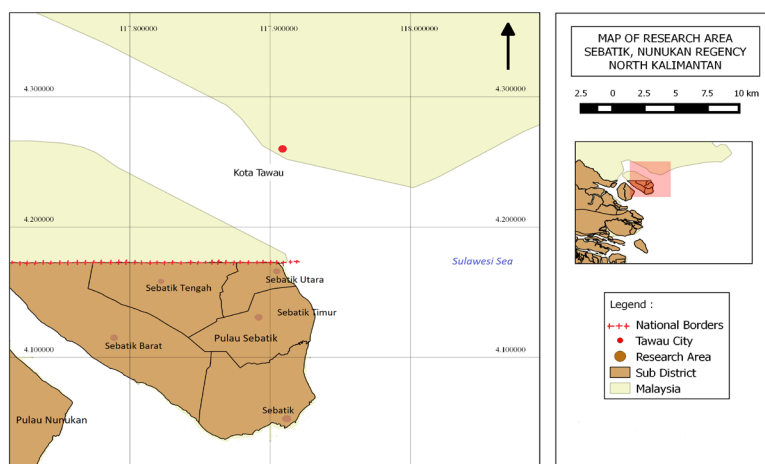 117.800000
117.900000
118.000000
4.300000
4.300000
Kota Tawau
4.200000
4.200000
Sulawesi Sea
Sebatik Utara
Sebatik Tengah
Sebatik Timur
Pulau Sebatik
Sebatik Barat
4.100000
4.100000
Sebatik
Pulau Nunukan
MAP OF RESEARCH AREA
SEBATIK, NUNUKAN REGENCY
NORTH KALIMANTAN
2.5 0 2.5 5 7.5 10 km
Legend :
National Borders
Tawau City
Research Area
Sub District
Malaysia